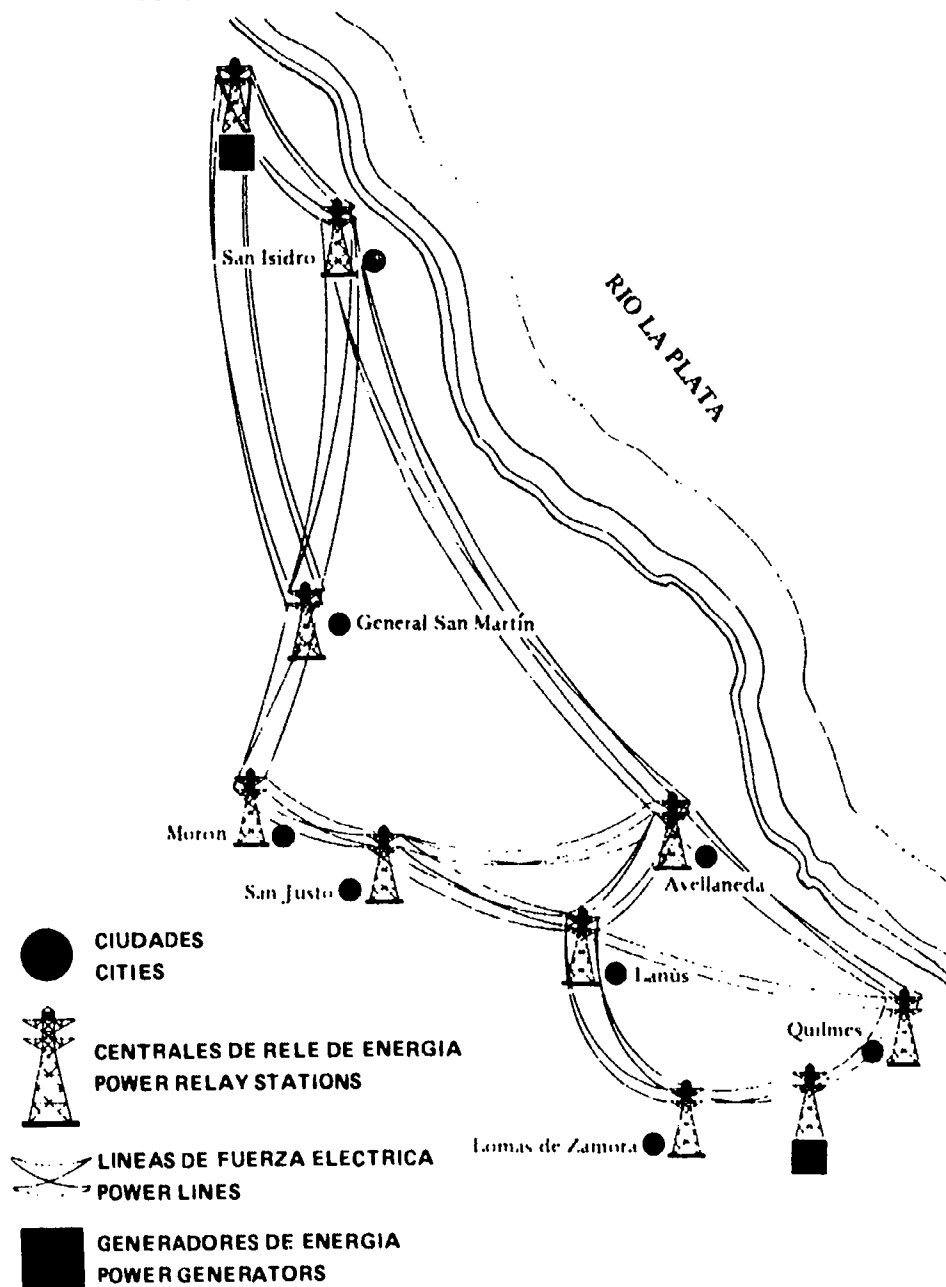 San Isidro
RIO LA PLATA
General San Martín
Moron
San Justo
Avellaneda
Lanùs
Quilmes
Lomas de Zamora
CIUDADES
CITIES
CENTRALES DE RELE DE ENERGIA
POWER RELAY STATIONS
LINEAS DE FUERZA ELECTRICA
POWER LINES
GENERADORES DE ENERGIA
POWER GENERATORS